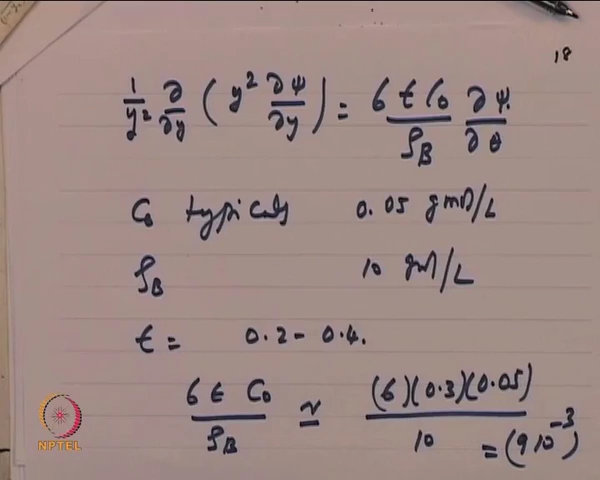 18
1/y² ∂/∂y ( y² ∂ψ/∂y ) = 6 ε C₀/ρ_B ∂ψ/∂θ
C₀ typically 0.05 gmol/L
ρ_B 10 gmol/L
ε = 0.2 - 0.4.
6 ε C₀/ρ_B ≃ (6)(0.3)(0.05)/10 = (9 10⁻³)
NPTEL